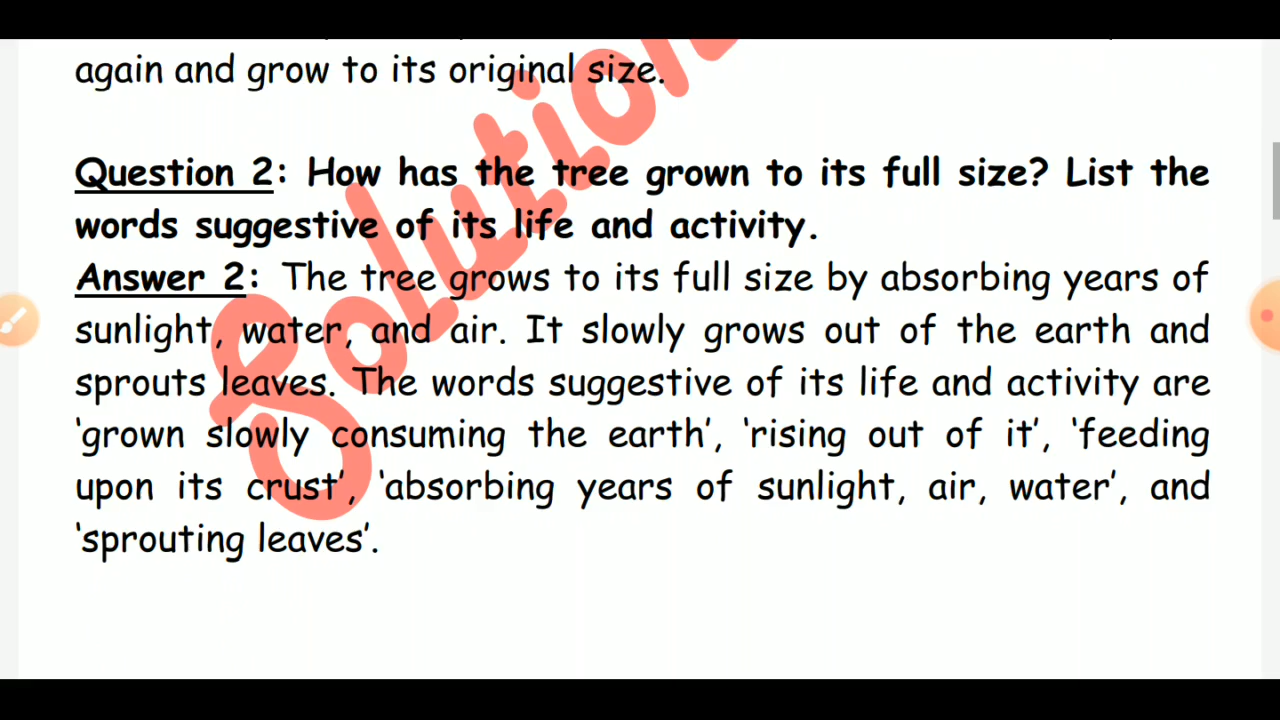 again and grow to its original size.
Question 2: How has the tree grown to its full size? List the
words suggestive of its life and activity.
Answer 2: The tree grows to its full size by absorbing years of
sunlight, water, and air. It slowly grows out of the earth and
sprouts leaves. The words suggestive of its life and activity are
‘grown slowly consuming the earth’, ‘rising out of it’, ‘feeding
upon its crust’, ‘absorbing years of sunlight, air, water’, and
‘sprouting leaves’.
Solution